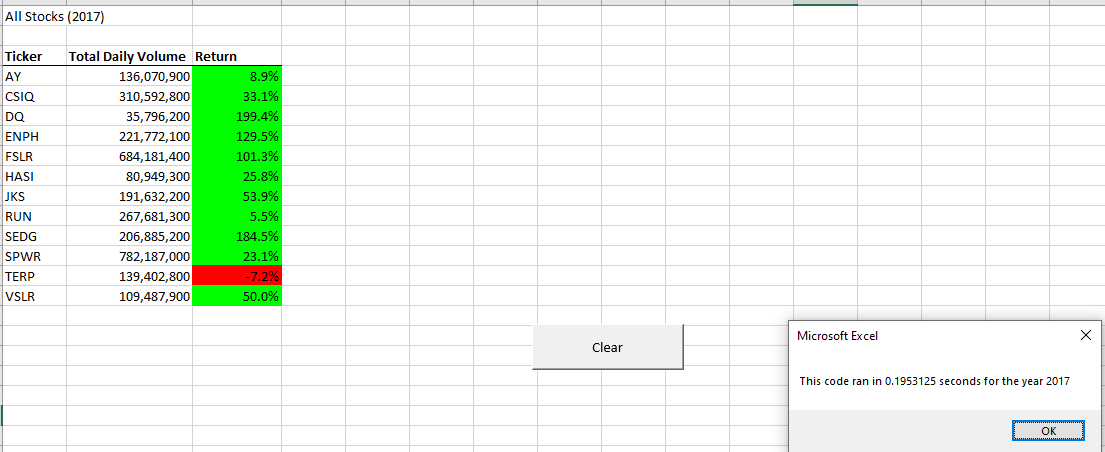 All Stocks (2017)
Ticker Total Daily Volume Return
AY 136,070,900 8.9%
CSIQ 310,592,800 33.1%
DQ 35,796,200 199.4%
ENPH 221,772,100 129.5%
FSLR 684,181,400 101.3%
HASI 80,949,300 25.8%
JKS 191,632,200 53.9%
RUN 267,681,300 5.5%
SEDG 206,885,200 184.5%
SPWR 782,187,000 23.1%
TERP 139,402,800 -7.2%
VSLR 109,487,900 50.0%
Clear
Microsoft Excel
This code ran in 0.1953125 seconds for the year 2017
OK